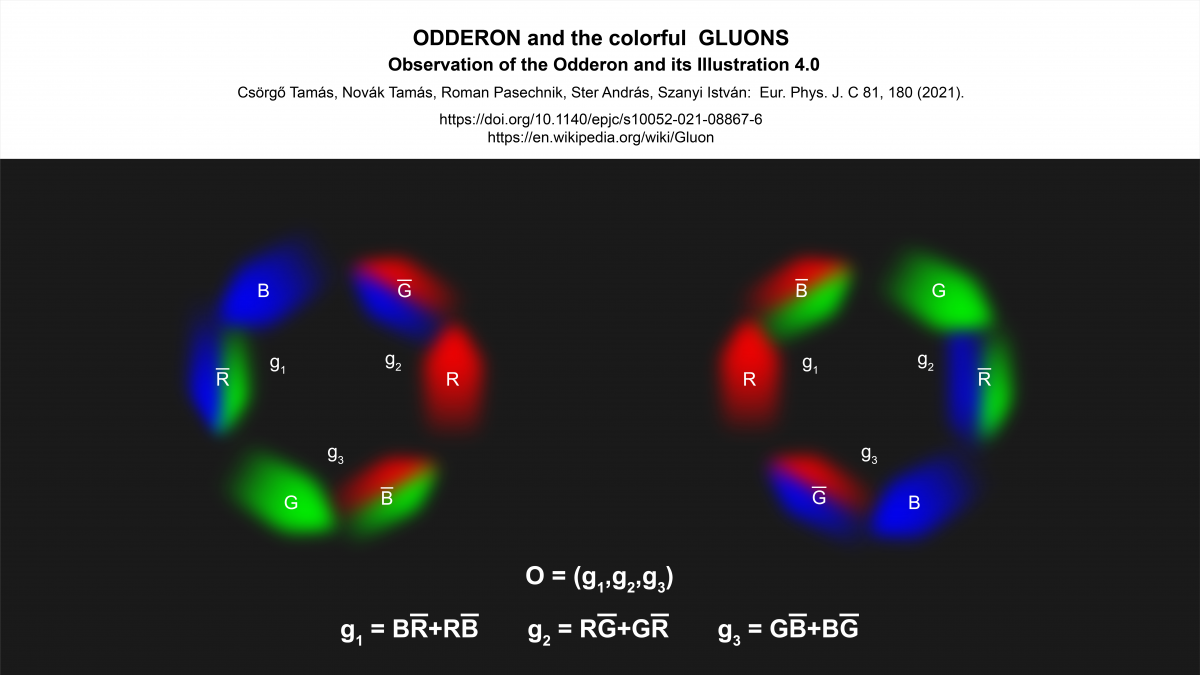 ODDERON and the colorful GLUONS
Observation of the Odderon and its Illustration 4.0
Csörgő Tamás, Novák Tamás, Roman Pasechnik, Ster András, Szanyi István: Eur. Phys. J. C 81, 180 (2021).
https://doi.org/10.1140/epjc/s10052-021-08867-6
https://en.wikipedia.org/wiki/Gluon
B
G̅
R̅
g₁
g₂
R
g₃
G
B̅
B̅
G
R
g₁
g₂
R̅
g₃
G̅
B
O = (g₁,g₂,g₃)
g₁ = BR̅+RB̅ g₂ = RG̅+GR̅ g₃ = GB̅+BG̅